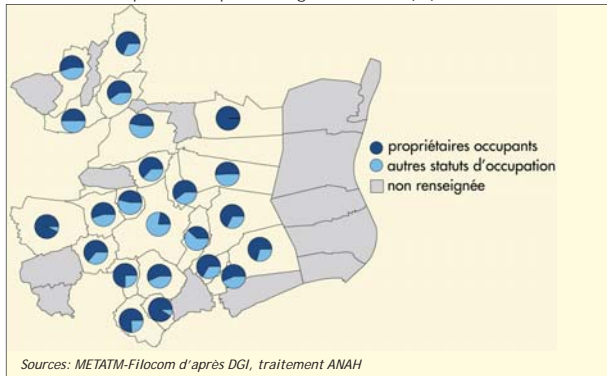 propriétaires occupants
autres statuts d'occupation
non renseignée
Sources: METATM-Filocom d'après DGI, traitement ANAH